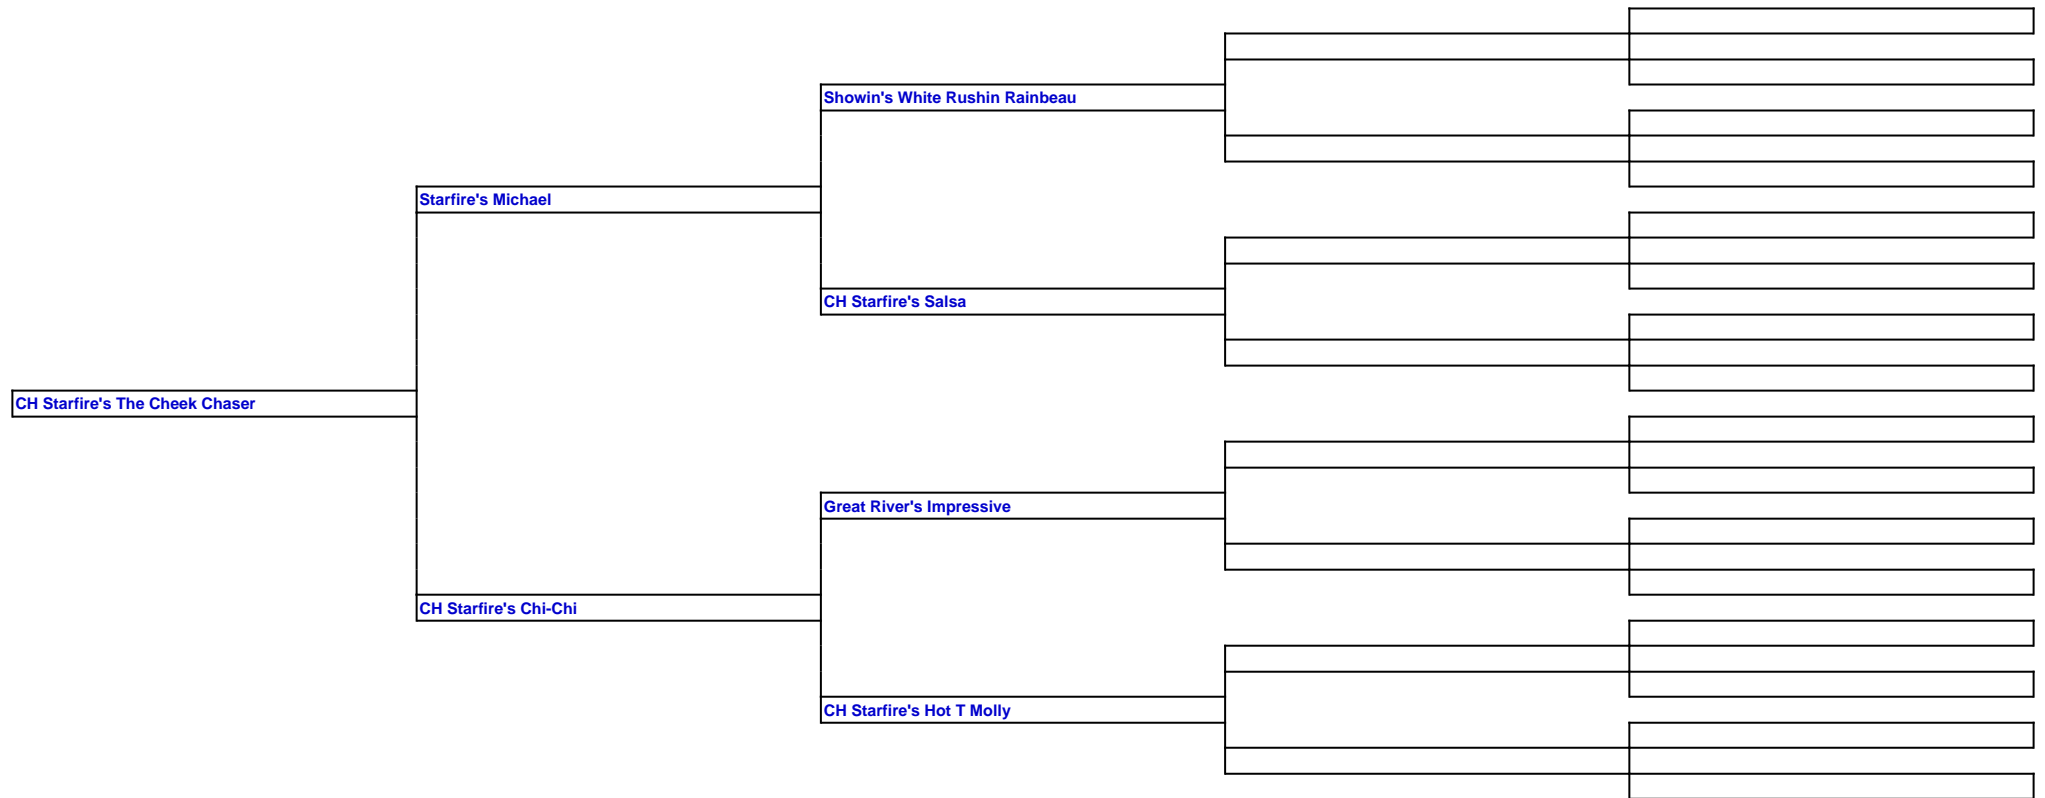 Showin's White Rushin Rainbeau
Starfire's Michael
CH Starfire's Salsa
CH Starfire's The Cheek Chaser
Great River's Impressive
CH Starfire's Chi-Chi
CH Starfire's Hot T Molly